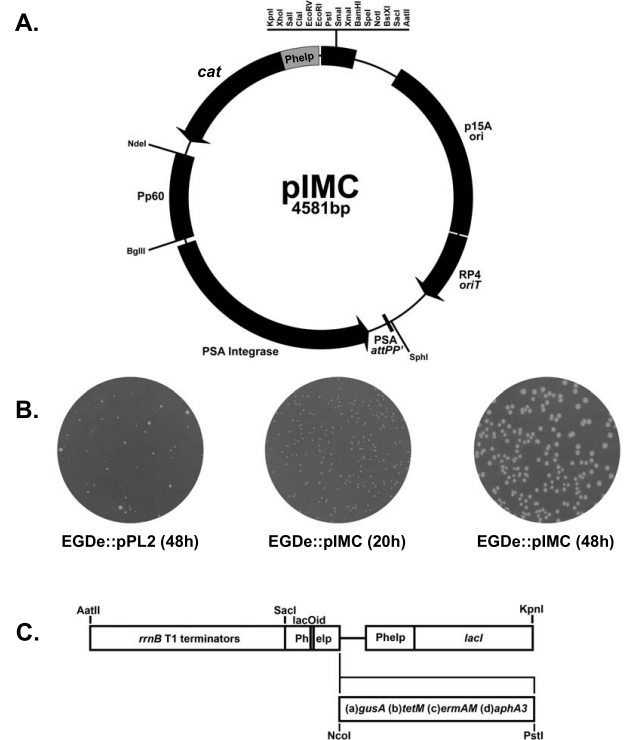 A.
KpnI
XhoI
SalI
ClaI
EcoRV
EcoRI
PstI
SmaI
XmaI
BamHI
SpeI
NotI
BstXI
SacI
AatII
cat
Phelp
p15A
ori
NdeI
Pp60
pIMC
4581bp
BglII
RP4
oriT
PSA
attPP'
SphI
PSA Integrase
B.
EGDe::pPL2 (48h)
EGDe::pIMC (20h)
EGDe::pIMC (48h)
C.
AatII
SacI
lacOid
KpnI
rrnB T1 terminators
Ph elp
Phelp
lacI
(a)gusA (b)tetM (c)ermAM (d)aphA3
NcoI
PstI